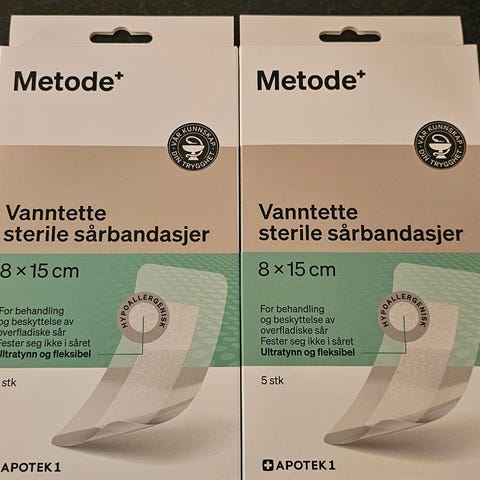 Metode+
VÅR KUNNSKAP
DIN TRYGGHET
Vanntette
sterile sårbandasjer
8 × 15 cm
For behandling
og beskyttelse av
overfladiske sår
Fester seg ikke i såret
Ultratynn og fleksibel
HYPOALLERGENISK
stk
APOTEK 1
Metode+
VÅR KUNNSKAP
DIN TRYGGHET
Vanntette
sterile sårbandasjer
8 × 15 cm
For behandling
og beskyttelse av
overfladiske sår
Fester seg ikke i såret
Ultratynn og fleksibel
HYPOALLERGENISK
5 stk
APOTEK 1